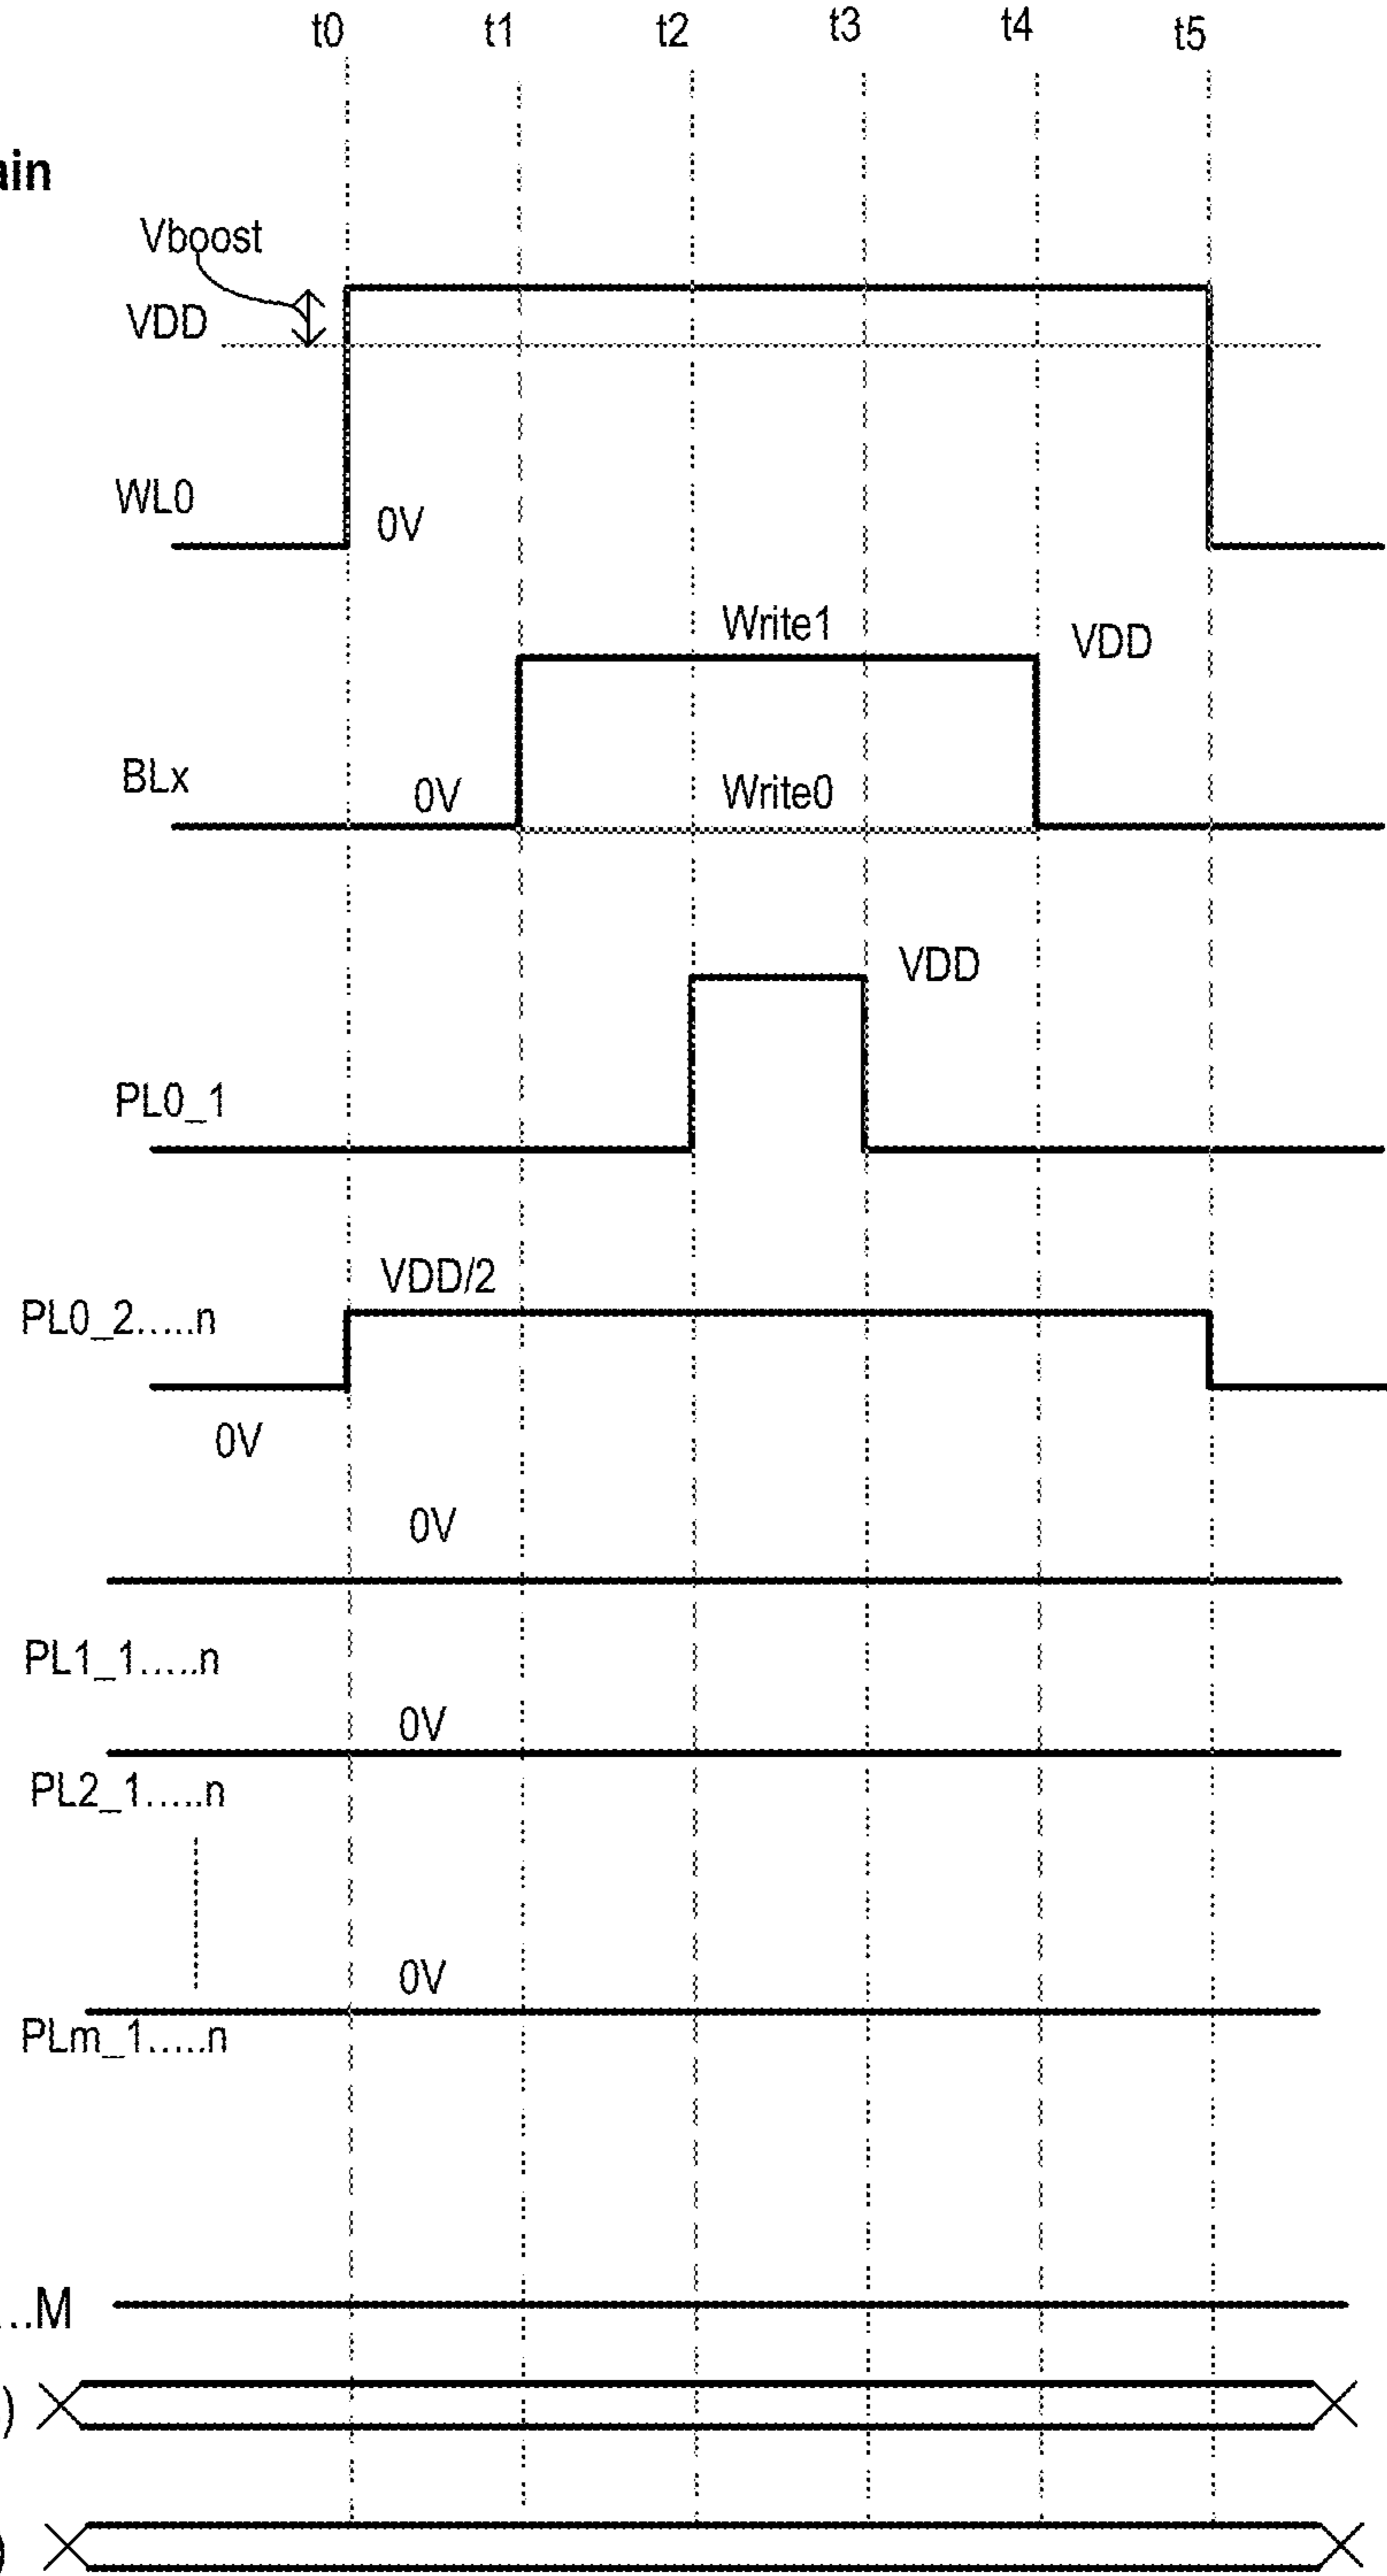 t0 t1 t2 t3 t4 t5
ain
Vboost
VDD
WL0
0V
Write1
VDD
BLx
0V
Write0
VDD
PL0_1
VDD/2
PL0_2.....n
0V
0V
PL1_1.....n
0V
PL2_1.....n
0V
PLm_1.....n
...M
)
)